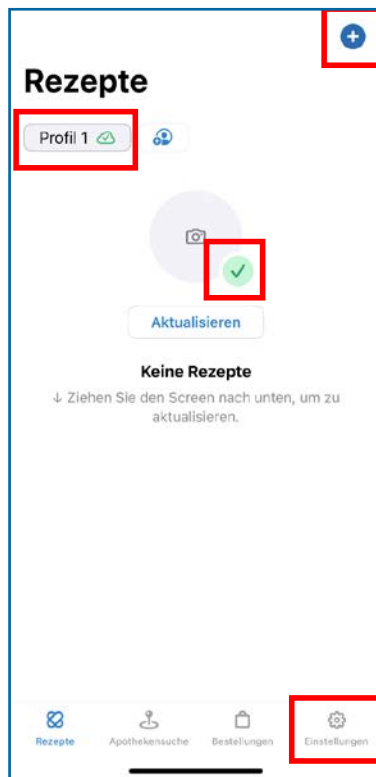 Rezepte
Profil 1
Aktualisieren
Keine Rezepte
↓ Ziehen Sie den Screen nach unten, um zu
aktualisieren.
Rezepte Apothekensuche Bestellungen Einstellungen